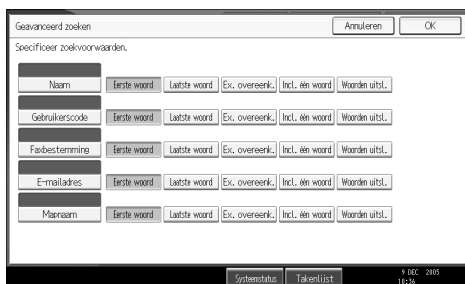 Geavanceerd zoeken Annuleren OK
Specificeer zoekvoorwaarden.
Naam Eerste woord Laatste woord Ex. overeenk. Incl. één woord Woorden uitsl.
Gebruikerscode Eerste woord Laatste woord Ex. overeenk. Incl. één woord Woorden uitsl.
Faxbestemming Eerste woord Laatste woord Ex. overeenk. Incl. één woord Woorden uitsl.
E-mailadres Eerste woord Laatste woord Ex. overeenk. Incl. één woord Woorden uitsl.
Mapnaam Eerste woord Laatste woord Ex. overeenk. Incl. één woord Woorden uitsl.
Systeemstatus Takenlijst 9 DEC 2005
10:36